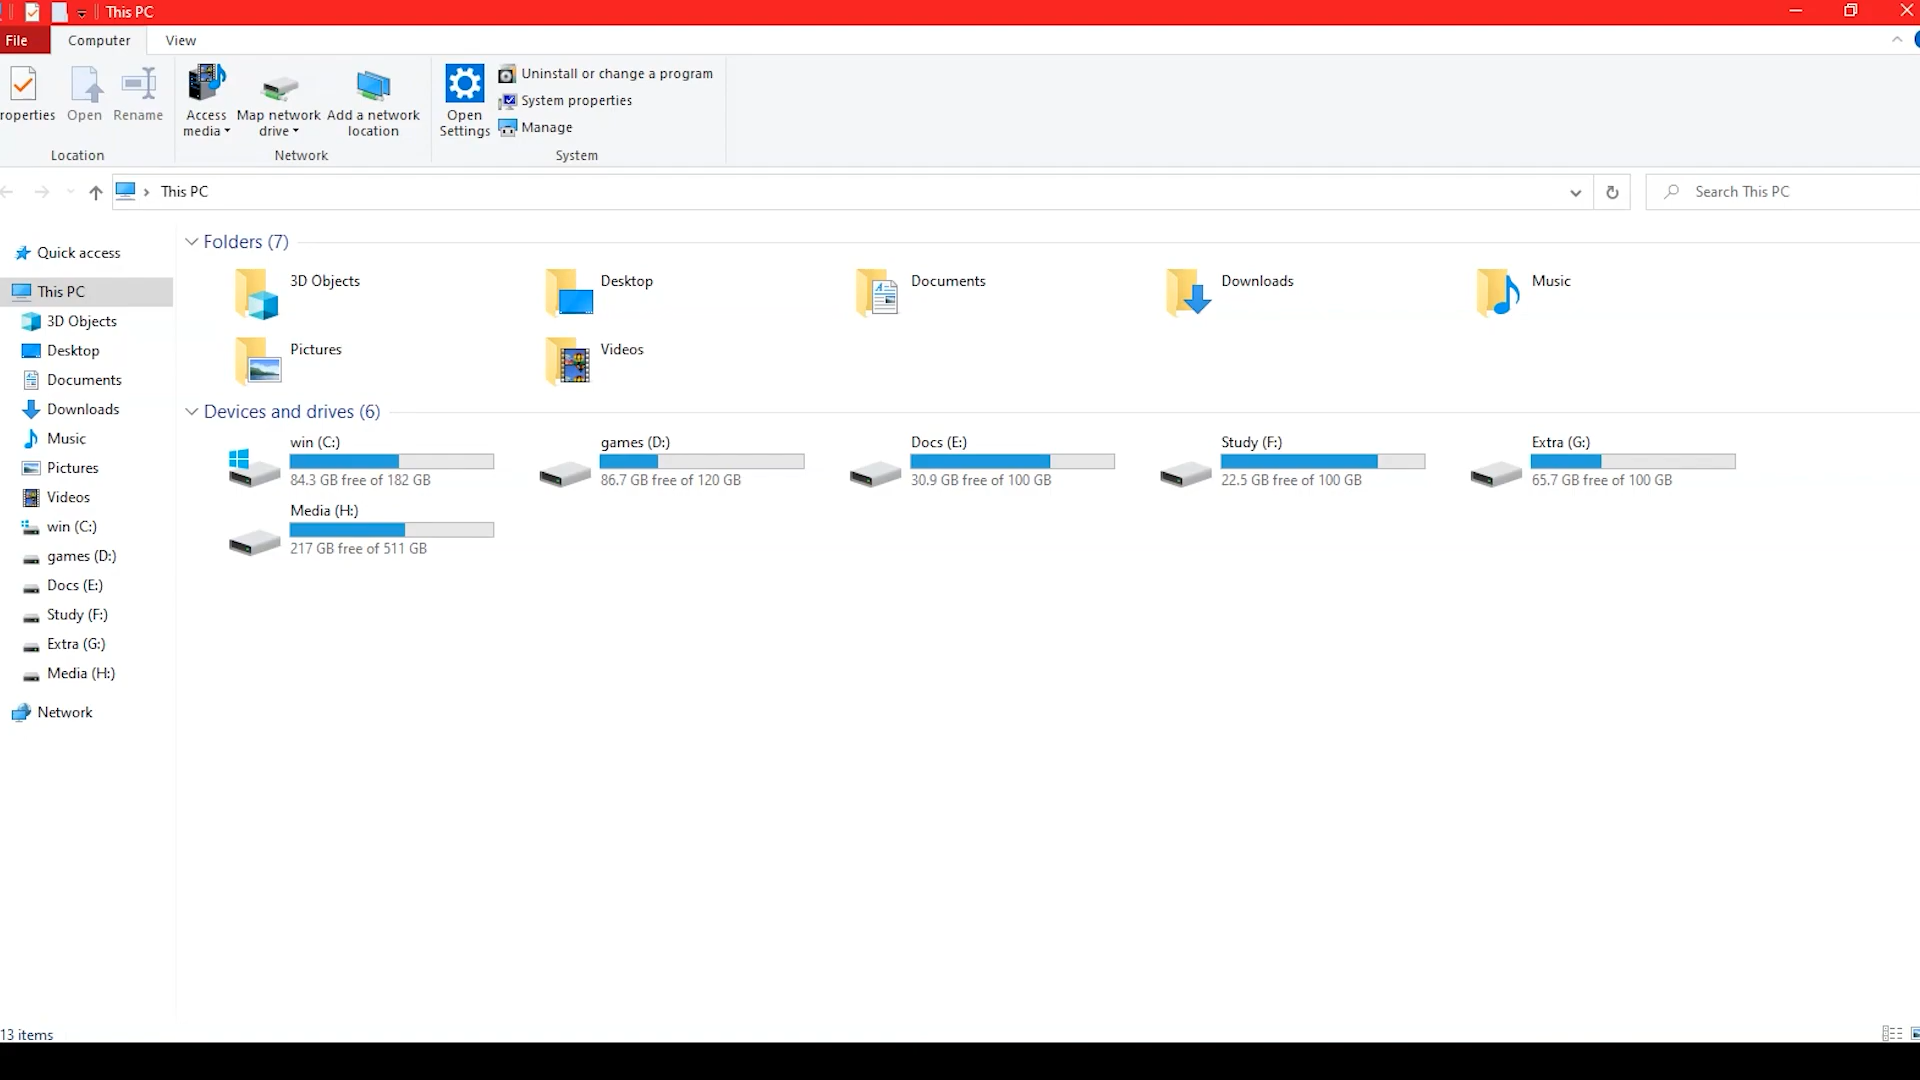 This PC
File
Computer
View
roperties
Open
Rename
Access
media
Map network
drive
Add a network
location
Open
Settings
Uninstall or change a program
System properties
Manage
Location
Network
System
This PC
Search This PC
Quick access
This PC
3D Objects
Desktop
Documents
Downloads
Music
Pictures
Videos
win (C:)
games (D:)
Docs (E:)
Study (F:)
Extra (G:)
Media (H:)
Network
Folders (7)
3D Objects
Desktop
Documents
Downloads
Music
Pictures
Videos
Devices and drives (6)
win (C:)
84.3 GB free of 182 GB
games (D:)
86.7 GB free of 120 GB
Docs (E:)
30.9 GB free of 100 GB
Study (F:)
22.5 GB free of 100 GB
Extra (G:)
65.7 GB free of 100 GB
Media (H:)
217 GB free of 511 GB
13 items